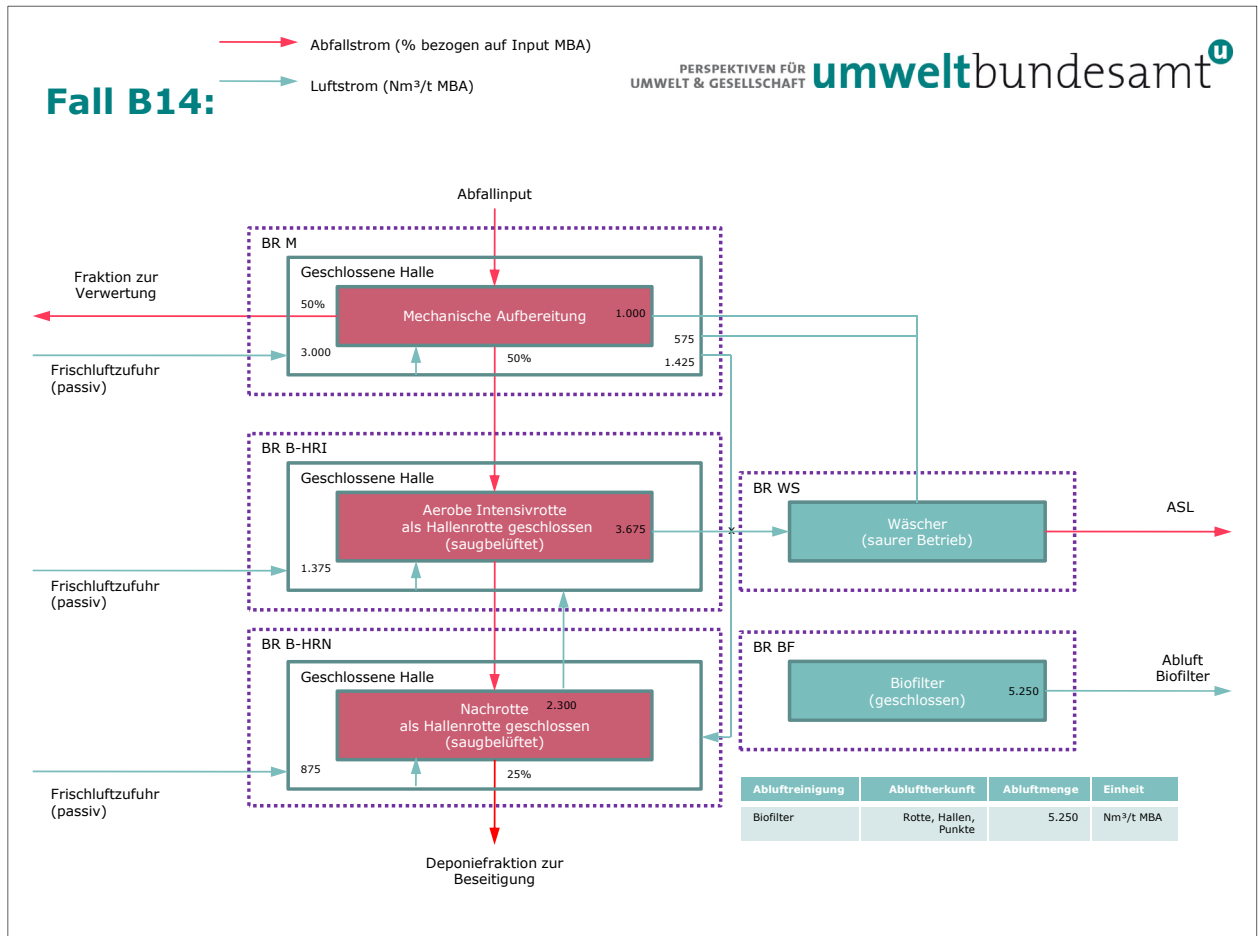 Abfallstrom (% bezogen auf Input MBA)
Luftstrom (Nm³/t MBA)
PERSPEKTIVEN FÜR
UMWELT & GESELLSCHAFT
umweltbundesamt
u
Fall B14:
Abfallinput
BR M
Geschlossene Halle
Fraktion zur
Verwertung
50%
Mechanische Aufbereitung
1.000
575
3.000
50%
1.425
Frischluftzufuhr
(passiv)
BR B-HRI
Geschlossene Halle
Aerobe Intensivrotte
als Hallenrotte geschlossen
(saugbelüftet)
3.675
x
1.375
Frischluftzufuhr
(passiv)
BR WS
Wäscher
(saurer Betrieb)
ASL
BR B-HRN
Geschlossene Halle
2.300
Nachrotte
als Hallenrotte geschlossen
(saugbelüftet)
875
25%
Frischluftzufuhr
(passiv)
BR BF
Biofilter
(geschlossen)
5.250
Abluft
Biofilter
Abluftreinigung Abluftherkunft Abluftmenge Einheit
Biofilter Rotte, Hallen, 5.250 Nm³/t MBA
Punkte
Deponiefraktion zur
Beseitigung